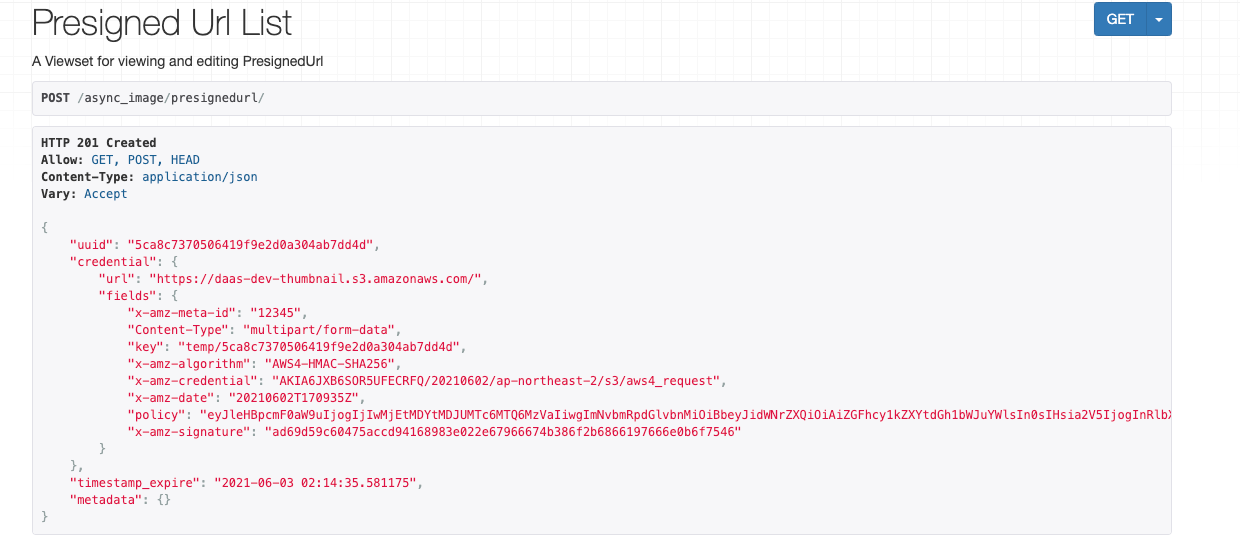 Presigned Url List
GET
A Viewset for viewing and editing PresignedUrl
POST /async_image/presignedurl/
HTTP 201 Created
Allow: GET, POST, HEAD
Content-Type: application/json
Vary: Accept
{
"uuid": "5ca8c7370506419f9e2d0a304ab7dd4d",
"credential": {
"url": "https://daas-dev-thumbnail.s3.amazonaws.com/",
"fields": {
"x-amz-meta-id": "12345",
"Content-Type": "multipart/form-data",
"key": "temp/5ca8c7370506419f9e2d0a304ab7dd4d",
"x-amz-algorithm": "AWS4-HMAC-SHA256",
"x-amz-credential": "AKIA6JXB6SOR5UFECRFQ/20210602/ap-northeast-2/s3/aws4_request",
"x-amz-date": "20210602T170935Z",
"policy": "eyJleHBpcmF0aW9uIjogIjIwMjEtMDYtMDJUMTc6MTQ6MzVaIiwgImNvbmRpdGlvbnMiOiBbeyJidWNrZXQiOiAiZGFhcy1kZXYtdGh1bWJuYWlsIn0sIHsia2V5IjogInRlbX
"x-amz-signature": "ad69d59c60475accd94168983e022e67966674b386f2b6866197666e0b6f7546"
}
},
"timestamp_expire": "2021-06-03 02:14:35.581175",
"metadata": {}
}